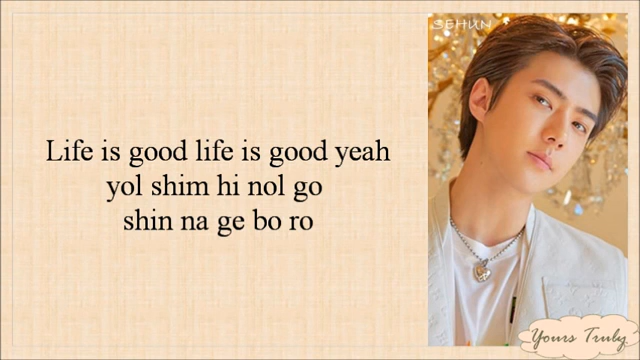 SEHUN
Life is good life is good yeah
yol shim hi nol go
shin na ge bo ro
Yours Truly